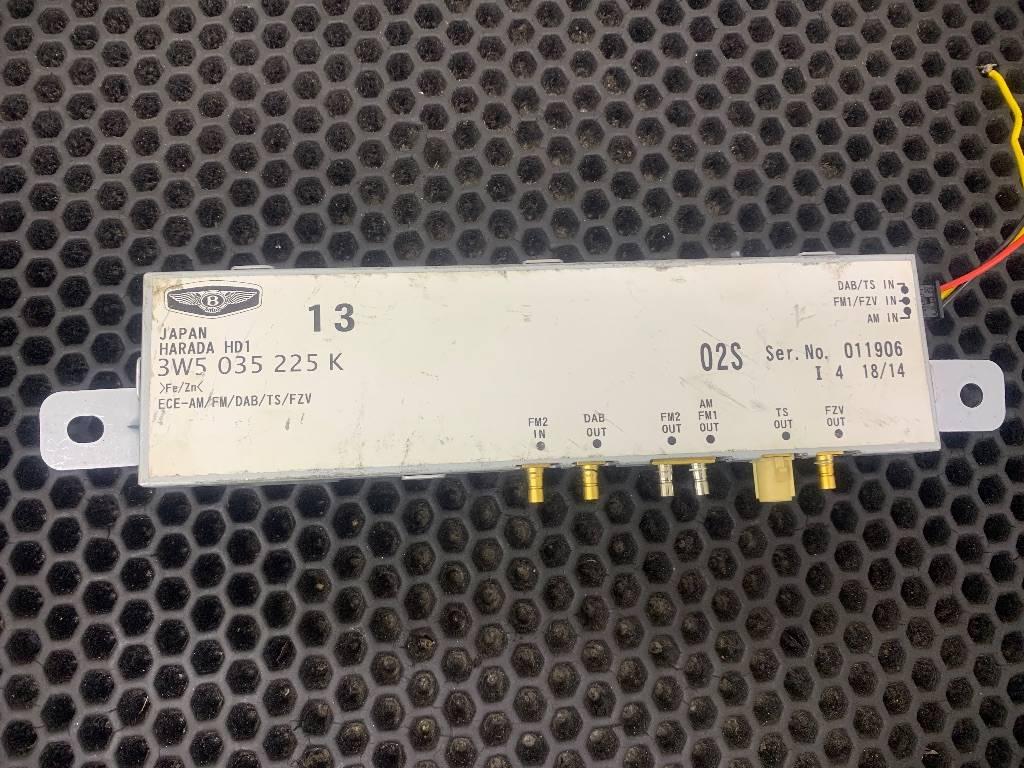 B
13
JAPAN
HARADA HD1
3W5 035 225 K
>Fe/Zn<
ECE-AM/FM/DAB/TS/FZV
DAB/TS IN
FM1/FZV IN
AM IN
02S Ser.No. 011906
I 4 18/14
FM2 IN
DAB OUT
FM2 OUT
AM FM1 OUT
TS OUT
FZV OUT